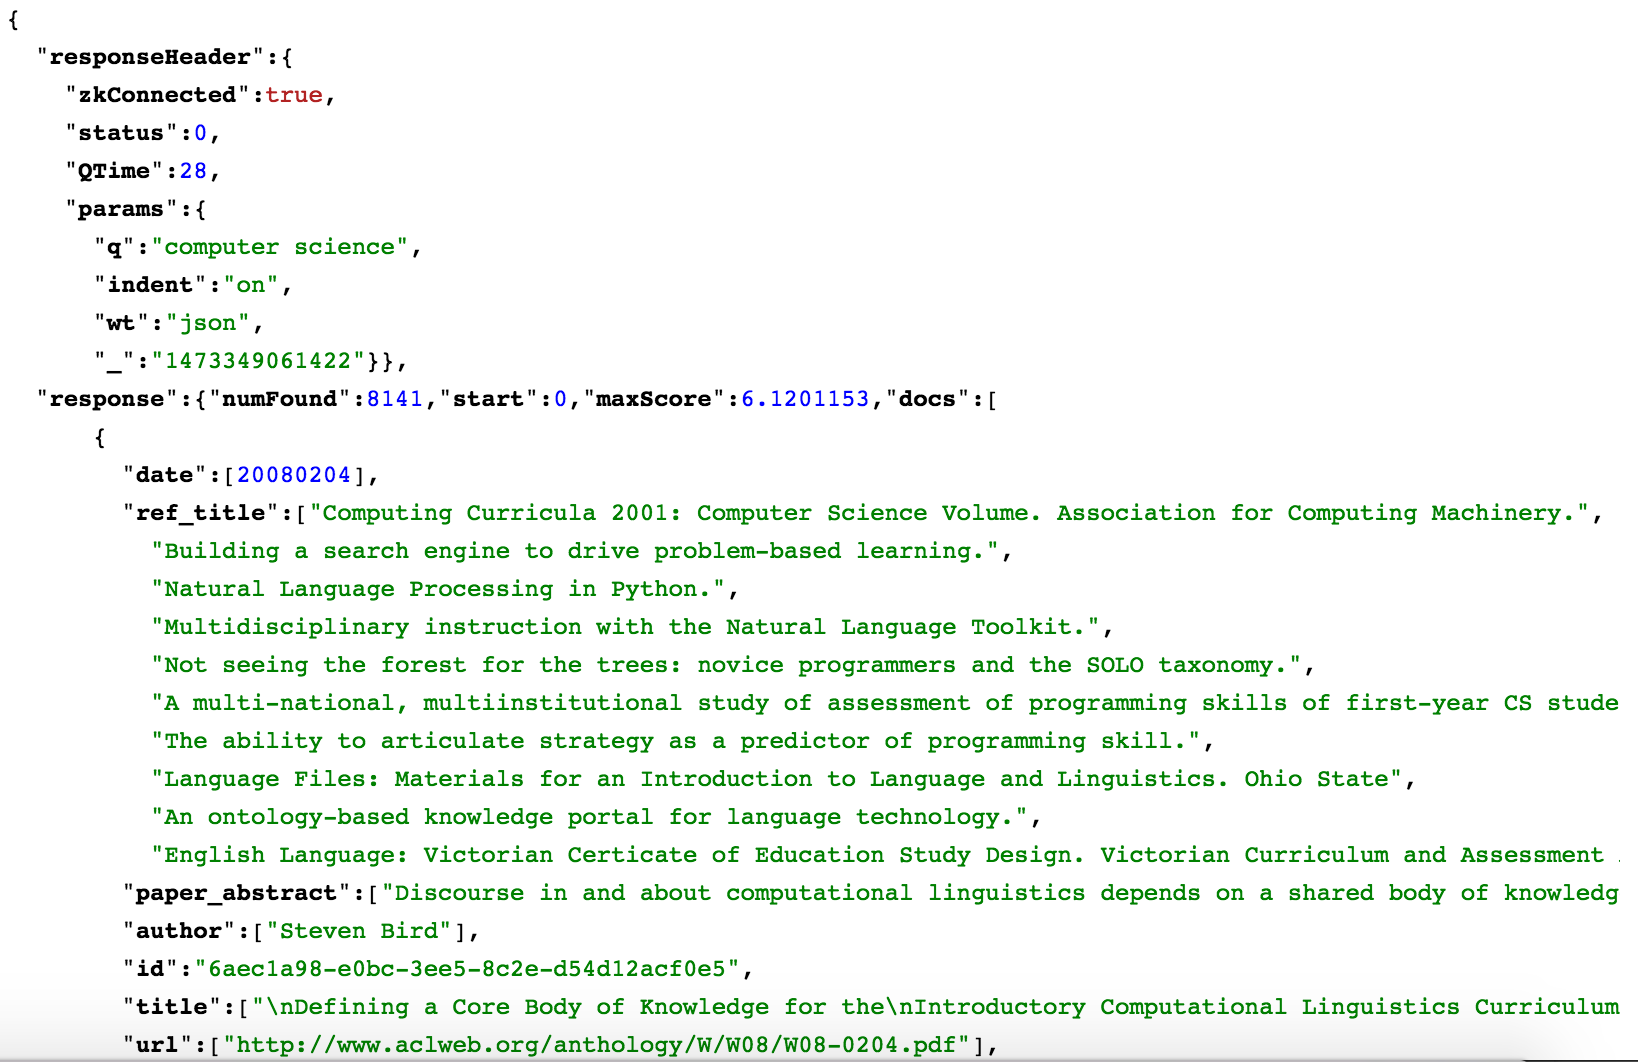 {
"responseHeader":{
"zkConnected":true,
"status":0,
"QTime":28,
"params":{
"q":"computer science",
"indent":"on",
"wt":"json",
"_":"1473349061422"}},
"response":{"numFound":8141,"start":0,"maxScore":6.1201153,"docs":[
{
"date":[20080204],
"ref_title":["Computing Curricula 2001: Computer Science Volume. Association for Computing Machinery.",
"Building a search engine to drive problem-based learning.",
"Natural Language Processing in Python.",
"Multidisciplinary instruction with the Natural Language Toolkit.",
"Not seeing the forest for the trees: novice programmers and the SOLO taxonomy.",
"A multi-national, multiinstitutional study of assessment of programming skills of first-year CS stude
"The ability to articulate strategy as a predictor of programming skill.",
"Language Files: Materials for an Introduction to Language and Linguistics. Ohio State",
"An ontology-based knowledge portal for language technology.",
"English Language: Victorian Certicate of Education Study Design. Victorian Curriculum and Assessment
"paper_abstract":["Discourse in and about computational linguistics depends on a shared body of knowledg
"author":["Steven Bird"],
"id":"6aec1a98-e0bc-3ee5-8c2e-d54d12acf0e5",
"title":["\nDefining a Core Body of Knowledge for the\nIntroductory Computational Linguistics Curriculum
"url":["http://www.aclweb.org/anthology/W/W08/W08-0204.pdf"],